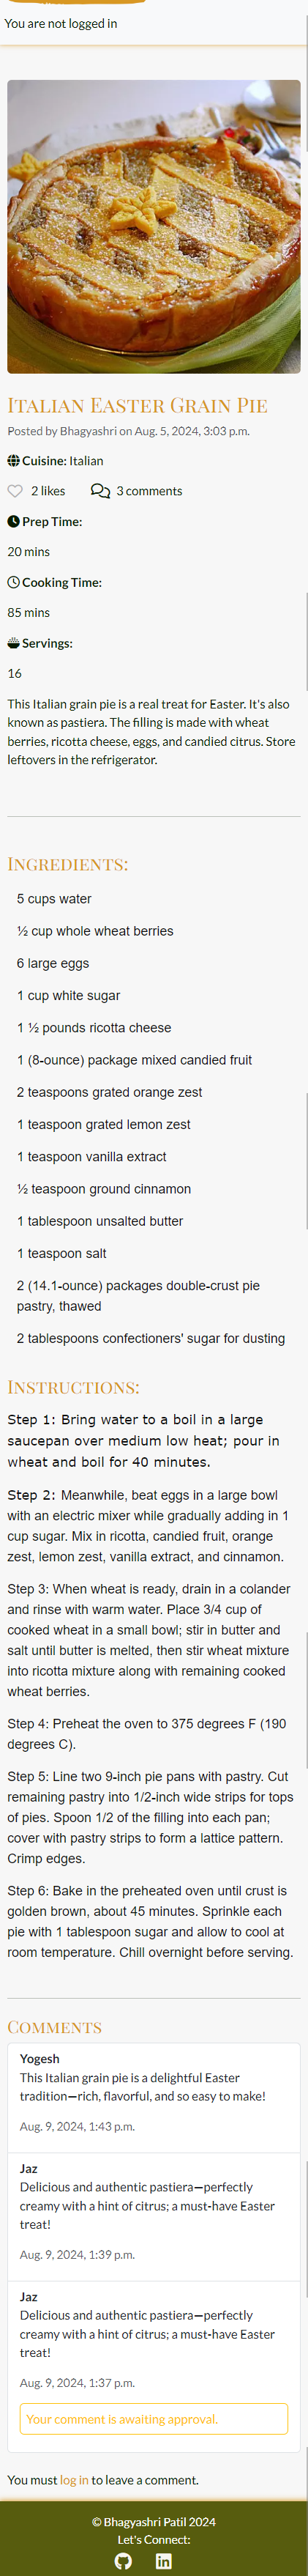 You are not logged in
Italian Easter Grain Pie
Posted by Bhagyashri on Aug. 5, 2024, 3:03 p.m.
Cuisine: Italian
2 likes 3 comments
Prep Time:
20 mins
Cooking Time:
85 mins
Servings:
16
This Italian grain pie is a real treat for Easter. It's also
known as pastiera. The filling is made with wheat
berries, ricotta cheese, eggs, and candied citrus. Store
leftovers in the refrigerator.
Ingredients:
5 cups water
½ cup whole wheat berries
6 large eggs
1 cup white sugar
1 ½ pounds ricotta cheese
1 (8-ounce) package mixed candied fruit
2 teaspoons grated orange zest
1 teaspoon grated lemon zest
1 teaspoon vanilla extract
½ teaspoon ground cinnamon
1 tablespoon unsalted butter
1 teaspoon salt
2 (14.1-ounce) packages double-crust pie
pastry, thawed
2 tablespoons confectioners' sugar for dusting
Instructions:
Step 1: Bring water to a boil in a large
saucepan over medium low heat; pour in
wheat and boil for 40 minutes.
Step 2: Meanwhile, beat eggs in a large bowl
with an electric mixer while gradually adding in 1
cup sugar. Mix in ricotta, candied fruit, orange
zest, lemon zest, vanilla extract, and cinnamon.
Step 3: When wheat is ready, drain in a colander
and rinse with warm water. Place 3/4 cup of
cooked wheat in a small bowl; stir in butter and
salt until butter is melted, then stir wheat mixture
into ricotta mixture along with remaining cooked
wheat berries.
Step 4: Preheat the oven to 375 degrees F (190
degrees C).
Step 5: Line two 9-inch pie pans with pastry. Cut
remaining pastry into 1/2-inch wide strips for tops
of pies. Spoon 1/2 of the filling into each pan;
cover with pastry strips to form a lattice pattern.
Crimp edges.
Step 6: Bake in the preheated oven until crust is
golden brown, about 45 minutes. Sprinkle each
pie with 1 tablespoon sugar and allow to cool at
room temperature. Chill overnight before serving.
Comments
Yogesh
This Italian grain pie is a delightful Easter
tradition—rich, flavorful, and so easy to make!
Aug. 9, 2024, 1:43 p.m.
Jaz
Delicious and authentic pastiera—perfectly
creamy with a hint of citrus; a must-have Easter
treat!
Aug. 9, 2024, 1:39 p.m.
Jaz
Delicious and authentic pastiera—perfectly
creamy with a hint of citrus; a must-have Easter
treat!
Aug. 9, 2024, 1:37 p.m.
Your comment is awaiting approval.
You must log in to leave a comment.
© Bhagyashri Patil 2024
Let's Connect: